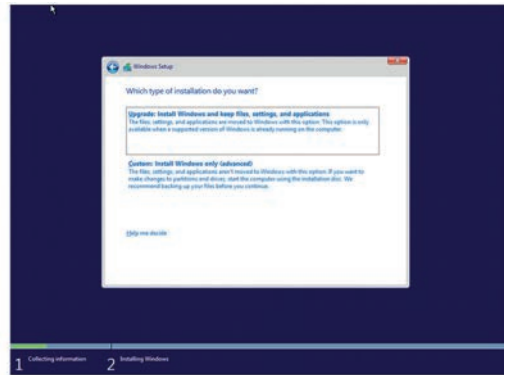 Windows Setup
Which type of installation do you want?
Upgrade: Install Windows and keep files, settings, and applications
The files, settings, and applications are moved to Windows with this option. This option is only
available when a supported version of Windows is already running on the computer.
Custom: Install Windows only (advanced)
The files, settings, and applications aren't moved to Windows with this option. If you want to
make changes to partitions and drives, start the computer using the installation disc. We
recommend backing up your files before you continue.
Help me decide
1 Collecting information 2 Installing Windows